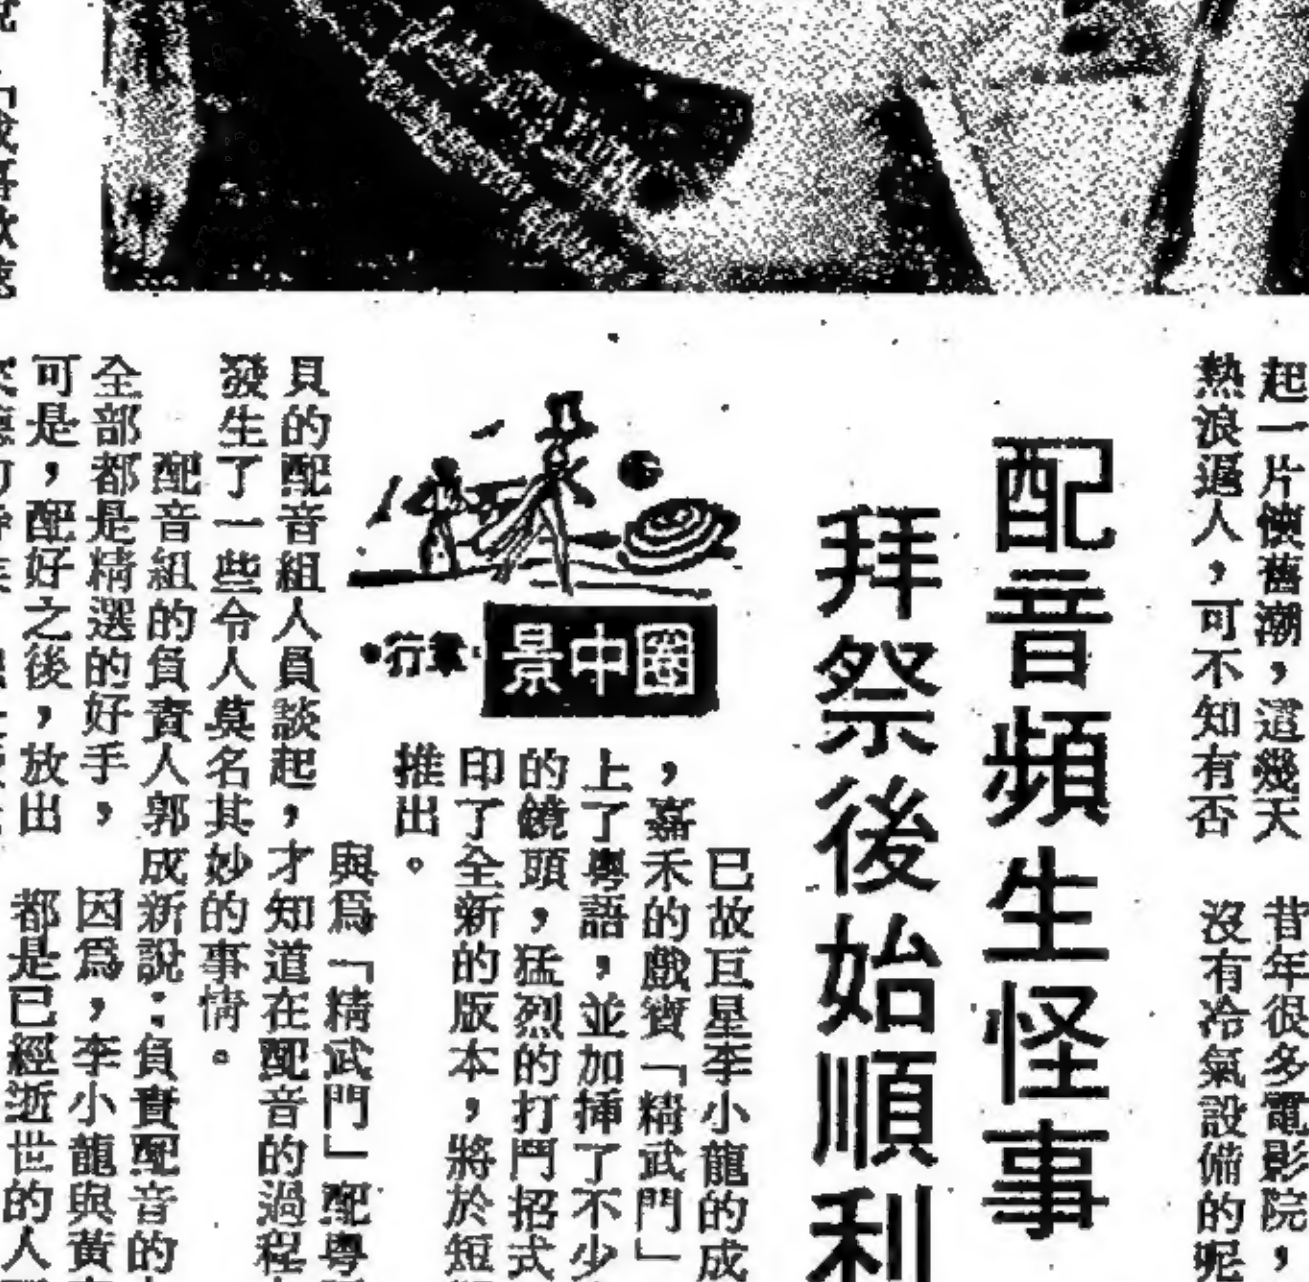 起一片懷舊潮，這幾天
熱浪逼人，可不知有否
昔年很多電影院，
沒有冷氣設備的呢
配音頻生怪事
拜祭後始順利
圈中景
已故巨星李小龍的成
，嘉禾的戲寶「精武門」
上了粵語，並加揷了不少
的鏡頭，猛烈的打鬥招式
印了全新的版本，將於短
推出。
與爲「精武門」配粵
員的配音組人員談起，才知道在配音的過程
發生了一些令人莫名其妙的事情。
配音組的負責人郭成新說：負責配音的
全部都是精選的好手，
因爲，李小龍與黃
可是，配好之後，放出
都是已經逝世的人